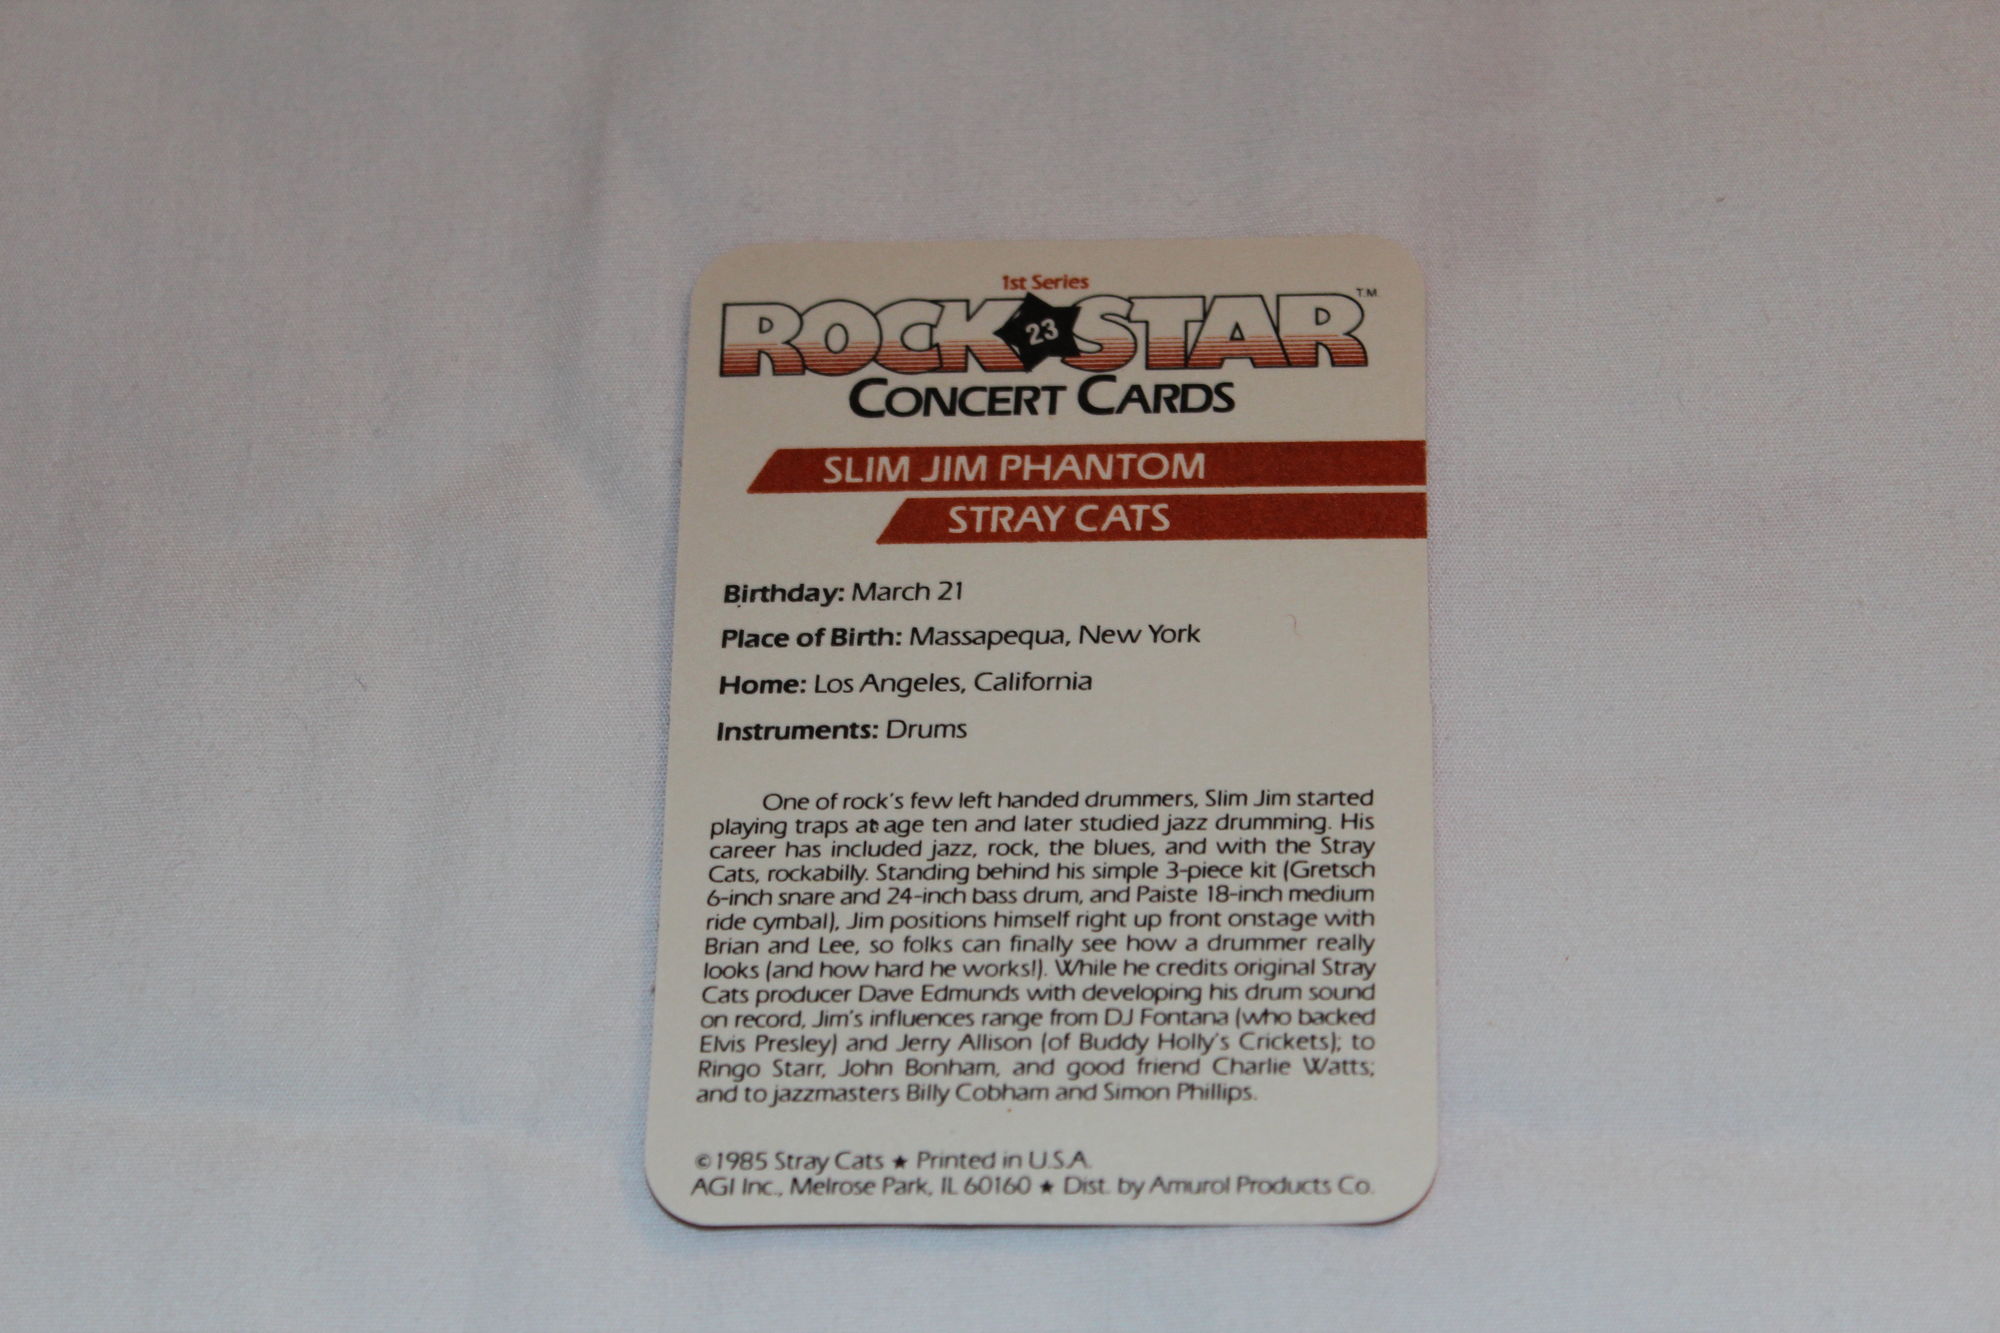 1st Series
ROCK 23 STAR T.M.
CONCERT CARDS
SLIM JIM PHANTOM
STRAY CATS
Birthday: March 21
Place of Birth: Massapequa, New York
Home: Los Angeles, California
Instruments: Drums
One of rock's few left handed drummers, Slim Jim started
playing traps at age ten and later studied jazz drumming. His
career has included jazz, rock, the blues, and with the Stray
Cats, rockabilly. Standing behind his simple 3-piece kit (Gretsch
6-inch snare and 24-inch bass drum, and Paiste 18-inch medium
ride cymbal), Jim positions himself right up front onstage with
Brian and Lee, so folks can finally see how a drummer really
looks (and how hard he works!). While he credits original Stray
Cats producer Dave Edmunds with developing his drum sound
on record, Jim's influences range from DJ Fontana (who backed
Elvis Presley) and Jerry Allison (of Buddy Holly's Crickets); to
Ringo Starr, John Bonham, and good friend Charlie Watts;
and to jazzmasters Billy Cobham and Simon Phillips.
©1985 Stray Cats ★ Printed in U.S.A.
AGI Inc., Melrose Park, IL 60160 ★ Dist. by Amurol Products Co.